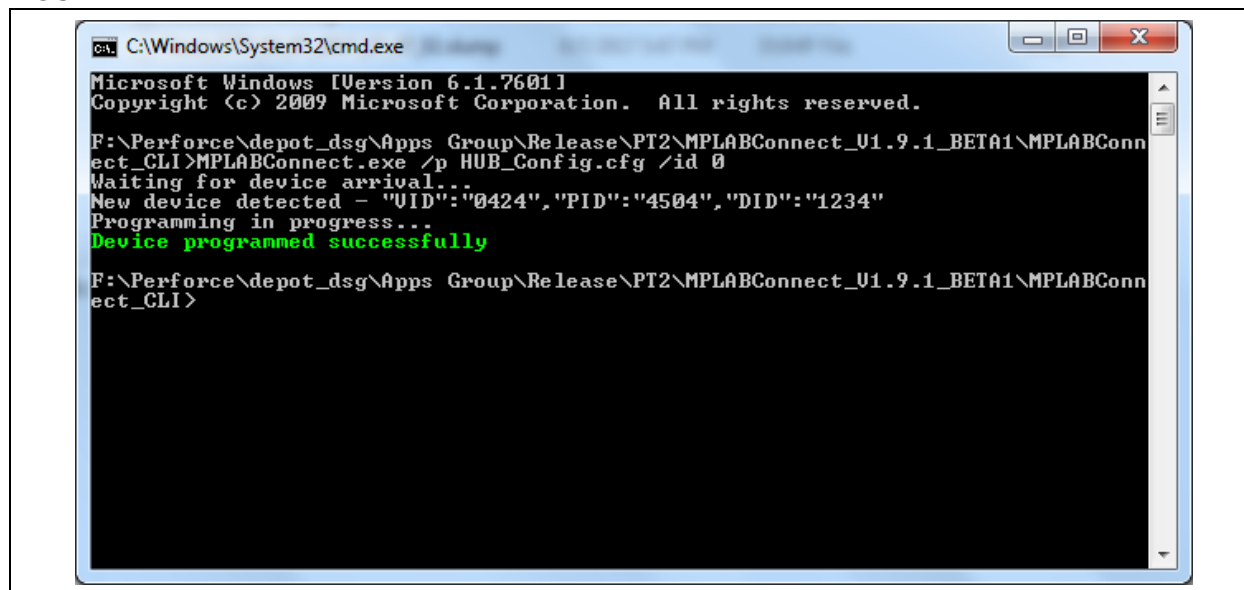 C:\Windows\System32\cmd.exe
Microsoft Windows [Version 6.1.7601]
Copyright (c) 2009 Microsoft Corporation.  All rights reserved.
F:\Perforce\depot_dsg\Apps Group\Release\PT2\MPLABConnect_V1.9.1_BETA1\MPLABConn
ect_CLI>MPLABConnect.exe /p HUB_Config.cfg /id 0
Waiting for device arrival...
New device detected - "VID":"0424","PID":"4504","DID":"1234"
Programming in progress...
Device programmed successfully
F:\Perforce\depot_dsg\Apps Group\Release\PT2\MPLABConnect_V1.9.1_BETA1\MPLABConn
ect_CLI>